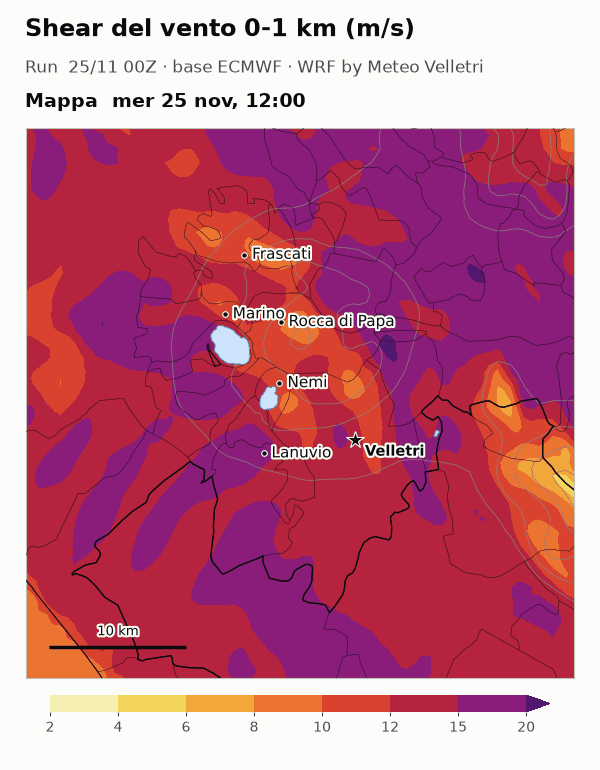 Shear del vento 0-1 km (m/s)
Run  25/11 00Z · base ECMWF · WRF by Meteo Velletri
Mappa  mer 25 nov, 12:00
Frascati
Marino
Rocca di Papa
Nemi
Velletri
Lanuvio
10 km
2 4 6 8 10 12 15 20